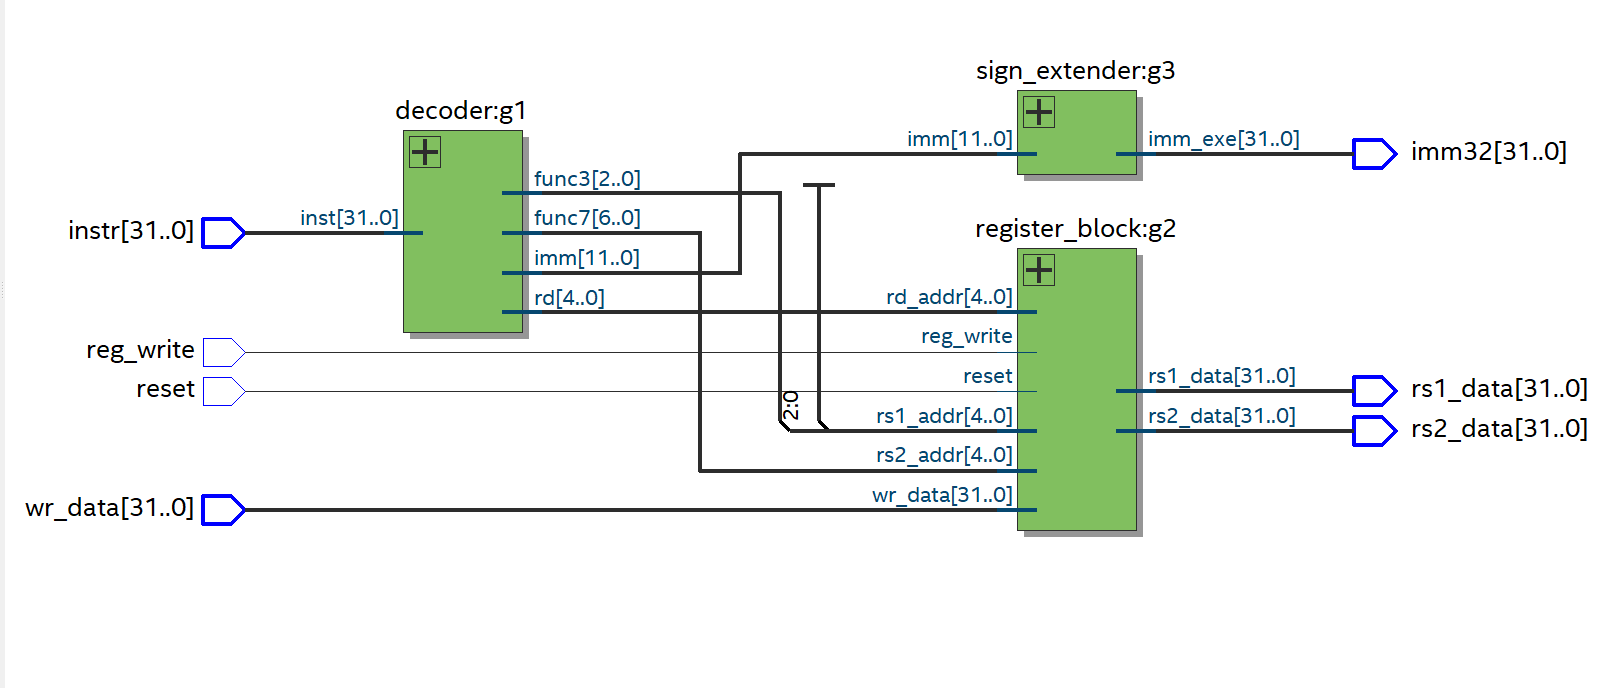 sign_extender:g3
decoder:g1
imm[11..0]
imm_exe[31..0]
imm32[31..0]
func3[2..0]
instr[31..0]
inst[31..0]
func7[6..0]
register_block:g2
imm[11..0]
rd[4..0]
rd_addr[4..0]
reg_write
reg_write
reset
reset
rs1_data[31..0]
rs1_data[31..0]
2:0
rs1_addr[4..0]
rs2_data[31..0]
rs2_data[31..0]
rs2_addr[4..0]
wr_data[31..0]
wr_data[31..0]